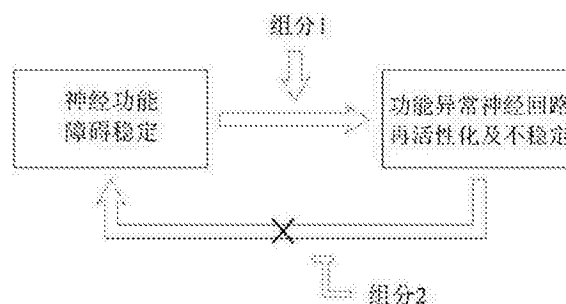 组分1
神经功能
障碍稳定
功能异常神经回路
再活性化及不稳定
组分2